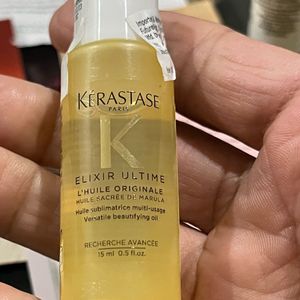 KÉRASTASE
PARIS
K
ELIXIR ULTIME
L'HUILE ORIGINALE
HUILE SACRÉE DE MARULA
Huile sublimatrice multi-usage
Versatile beautifying oil
RECHERCHE AVANCÉE
15 ml 0.5 fl.oz.